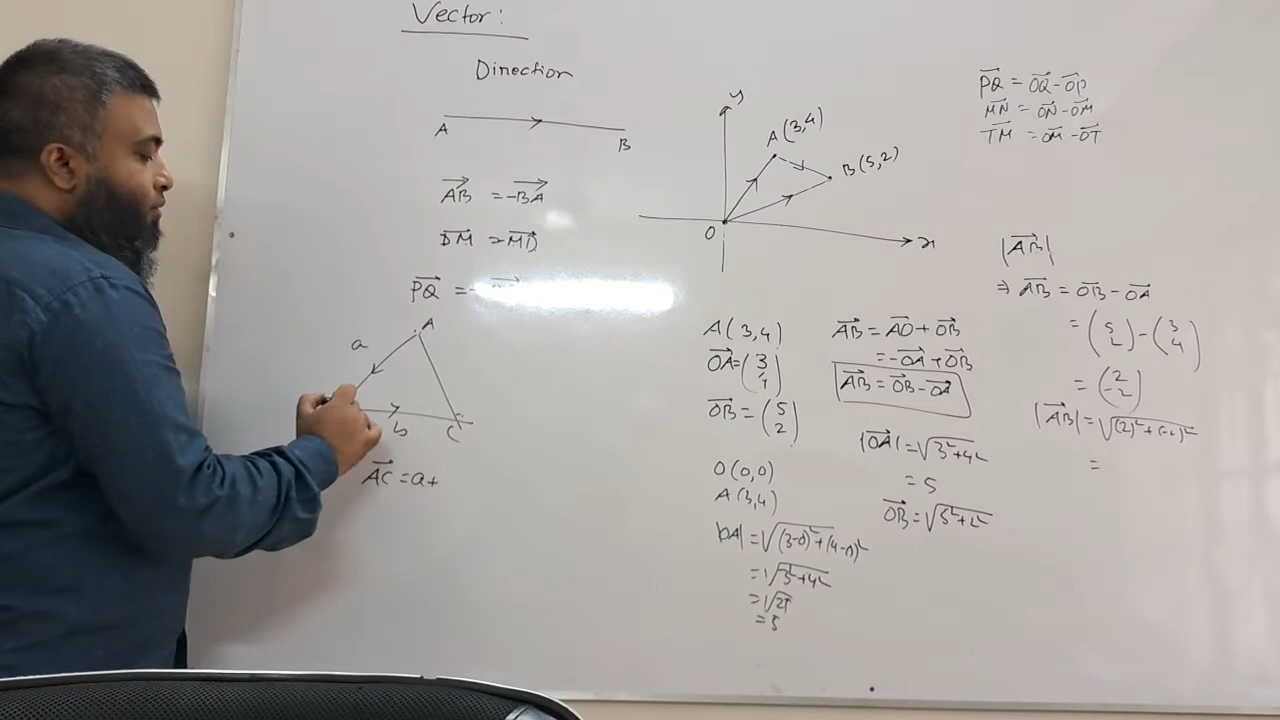 Vector:
Direction
A
B
AB = -BA
DM = MD
PQ = -
a
A
b
C
AC = a+
y
A(3,4)
B(5,2)
O
x
A(3,4)
OA = (3 4)
OB = (5 2)
O(0,0)
A(3,4)
|OA| = √(3-0)²+(4-0)²
= √3²+4²
= √25
= 5
AB = AO + OB
= -OA + OB
AB = OB - OA
|OA| = √3²+4²
= 5
OB = √5²+2²
PQ = OQ - OP
MN = ON - OM
TM = OM - OT
|AB|
⇒ AB = OB - OA
= (5 2) - (3 4)
= (2 -2)
|AB| = √(2)²+(-2)²
=